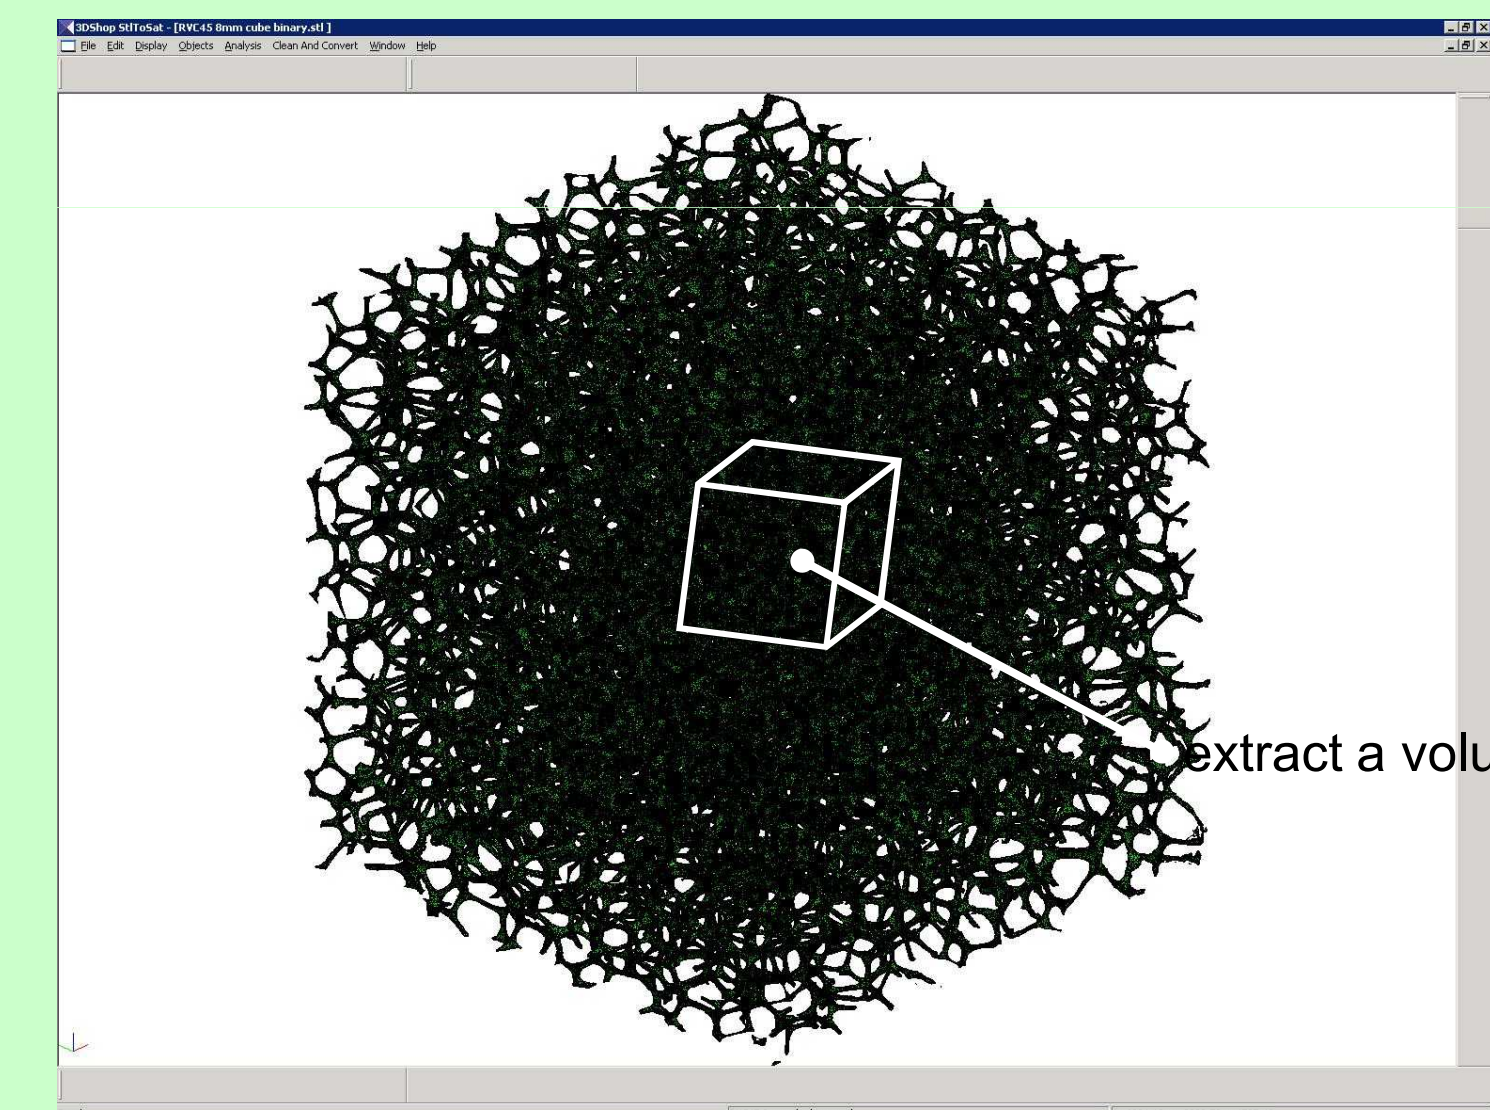 3DShop StlToSat - [RVC45 8mm cube binary.stl ]
File Edit Display Objects Analysis Clean And Convert Window Help
extract a volu